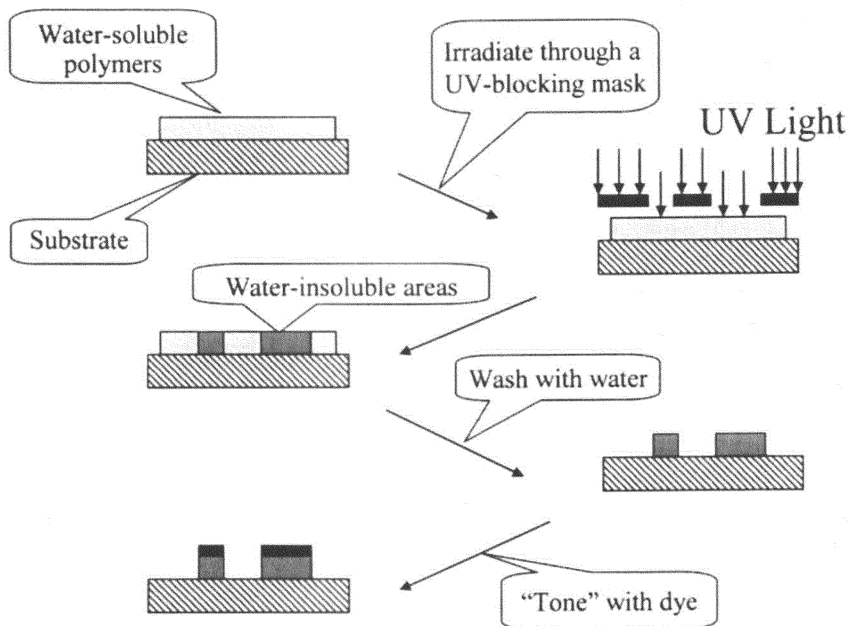 Water-soluble
polymers
Irradiate through a
UV-blocking mask
UV Light
Substrate
Water-insoluble areas
Wash with water
“Tone” with dye